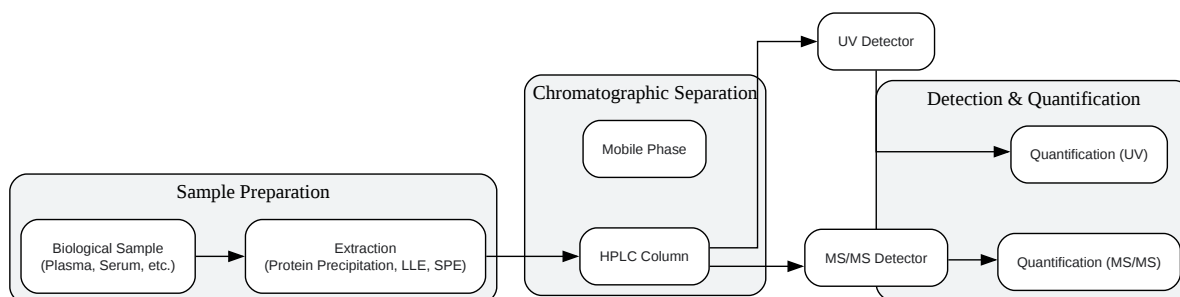 UV Detector
Chromatographic Separation
Detection & Quantification
Mobile Phase
Quantification (UV)
Sample Preparation
Biological Sample
(Plasma, Serum, etc.)
Extraction
(Protein Precipitation, LLE, SPE)
HPLC Column
MS/MS Detector
Quantification (MS/MS)